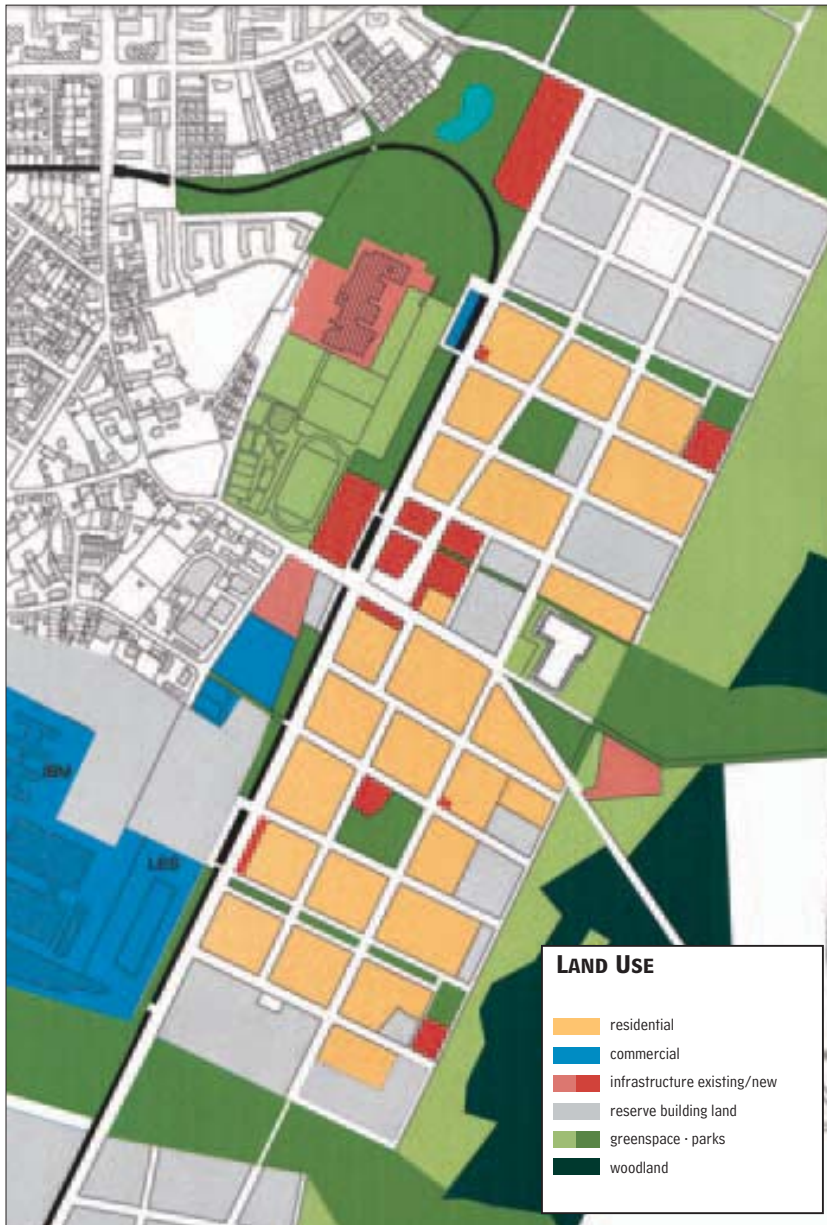 IBM
LES
LAND USE
residential
commercial
infrastructure existing/new
reserve building land
greenspace · parks
woodland